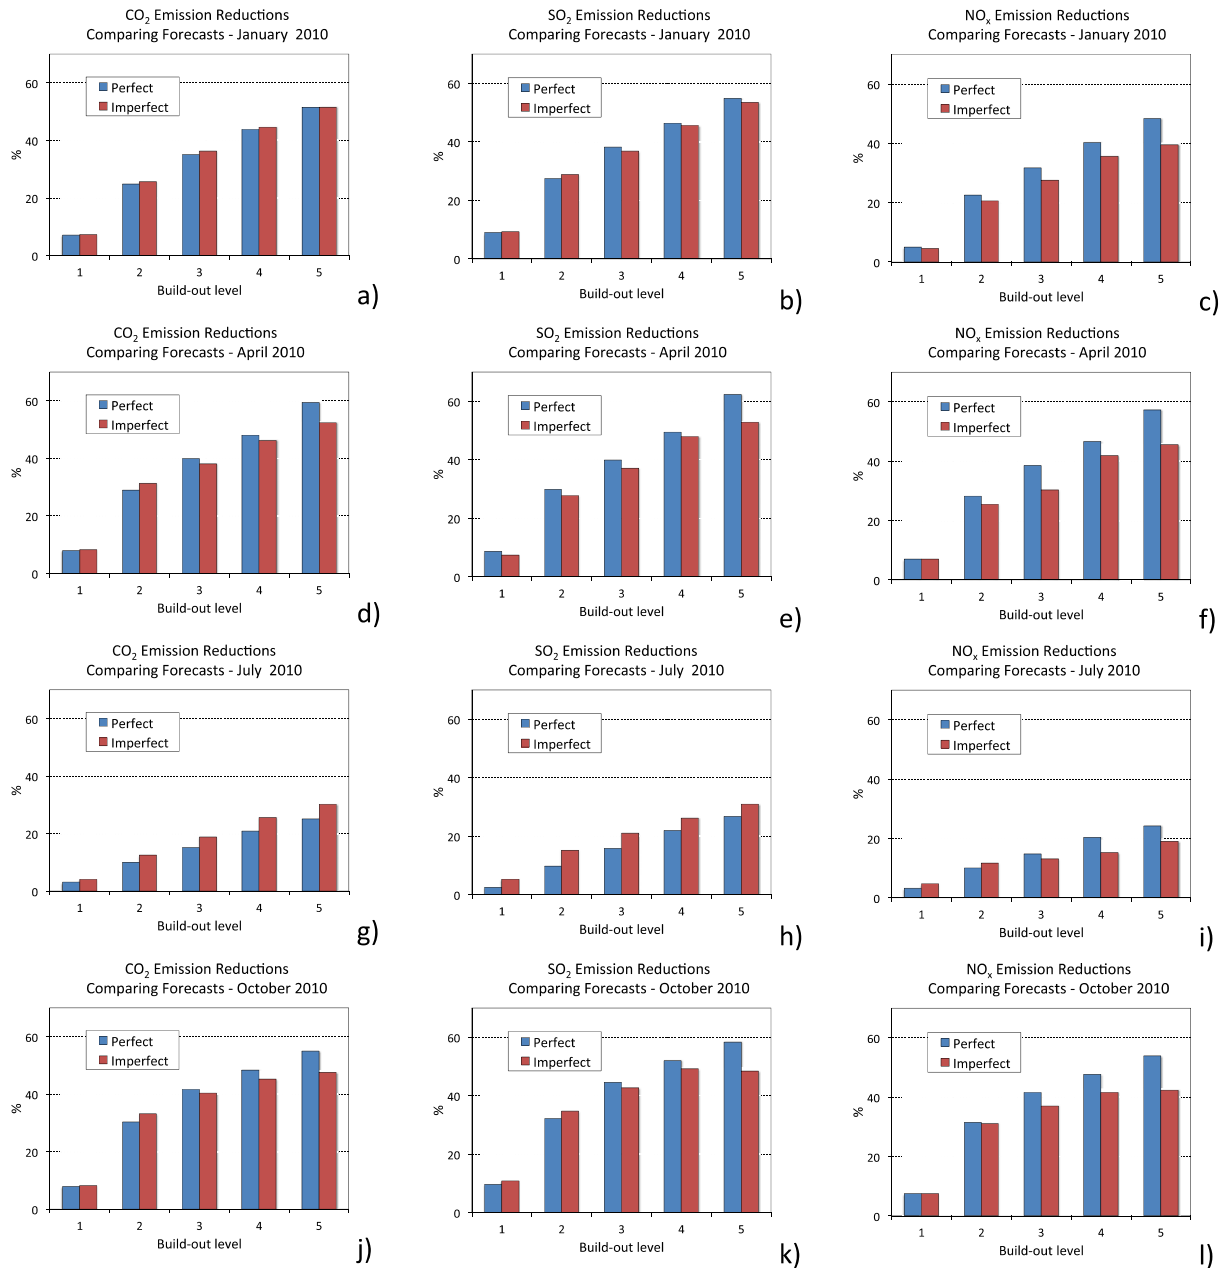 CO2 Emission Reductions
Comparing Forecasts - January 2010
60
40
20
0
%
Perfect
Imperfect
1 2 3 4 5
Build-out level
a)
SO2 Emission Reductions
Comparing Forecasts - January 2010
60
40
20
0
%
Perfect
Imperfect
1 2 3 4 5
Build-out level
b)
NOx Emission Reductions
Comparing Forecasts - January 2010
60
40
20
0
%
Perfect
Imperfect
1 2 3 4 5
Build-out level
c)
CO2 Emission Reductions
Comparing Forecasts - April 2010
60
40
20
0
%
Perfect
Imperfect
1 2 3 4 5
Build-out level
d)
SO2 Emission Reductions
Comparing Forecasts - April 2010
60
40
20
0
%
Perfect
Imperfect
1 2 3 4 5
Build-out level
e)
NOx Emission Reductions
Comparing Forecasts - April 2010
60
40
20
0
%
Perfect
Imperfect
1 2 3 4 5
Build-out level
f)
CO2 Emission Reductions
Comparing Forecasts - July 2010
60
40
20
0
%
Perfect
Imperfect
1 2 3 4 5
Build-out level
g)
SO2 Emission Reductions
Comparing Forecasts - July 2010
60
40
20
0
%
Perfect
Imperfect
1 2 3 4 5
Build-out level
h)
NOx Emission Reductions
Comparing Forecasts - July 2010
60
40
20
0
%
Perfect
Imperfect
1 2 3 4 5
Build-out level
i)
CO2 Emission Reductions
Comparing Forecasts - October 2010
60
40
20
0
%
Perfect
Imperfect
1 2 3 4 5
Build-out level
j)
SO2 Emission Reductions
Comparing Forecasts - October 2010
60
40
20
0
%
Perfect
Imperfect
1 2 3 4 5
Build-out level
k)
NOx Emission Reductions
Comparing Forecasts - October 2010
60
40
20
0
%
Perfect
Imperfect
1 2 3 4 5
Build-out level
l)